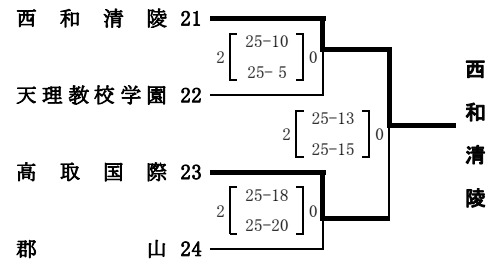 西和清陵 21
2 25-10 0
25- 5
天理教校学園 22
2 25-13 0
25-15
高取国際 23
2 25-18 0
25-20
郡山 24
西和清陵